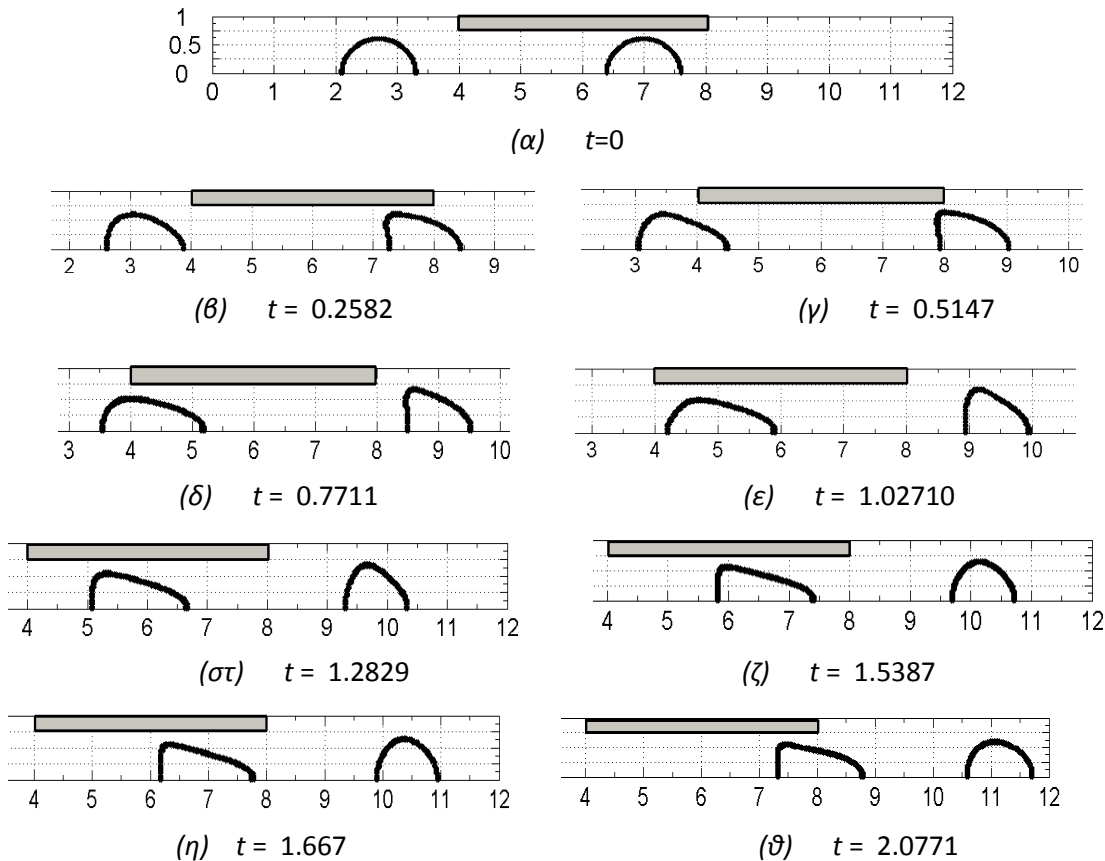 1
0.5
0
0 1 2 3 4 5 6 7 8 9 10 11 12
(α) t=0
2 3 4 5 6 7 8 9
(β) t = 0.2582
3 4 5 6 7 8 9 10
(γ) t = 0.5147
3 4 5 6 7 8 9 10
(δ) t = 0.7711
3 4 5 6 7 8 9 10
(ε) t = 1.02710
4 5 6 7 8 9 10 11 12
(στ) t = 1.2829
4 5 6 7 8 9 10 11 12
(ζ) t = 1.5387
4 5 6 7 8 9 10 11 12
(η) t = 1.667
4 5 6 7 8 9 10 11 12
(ϑ) t = 2.0771